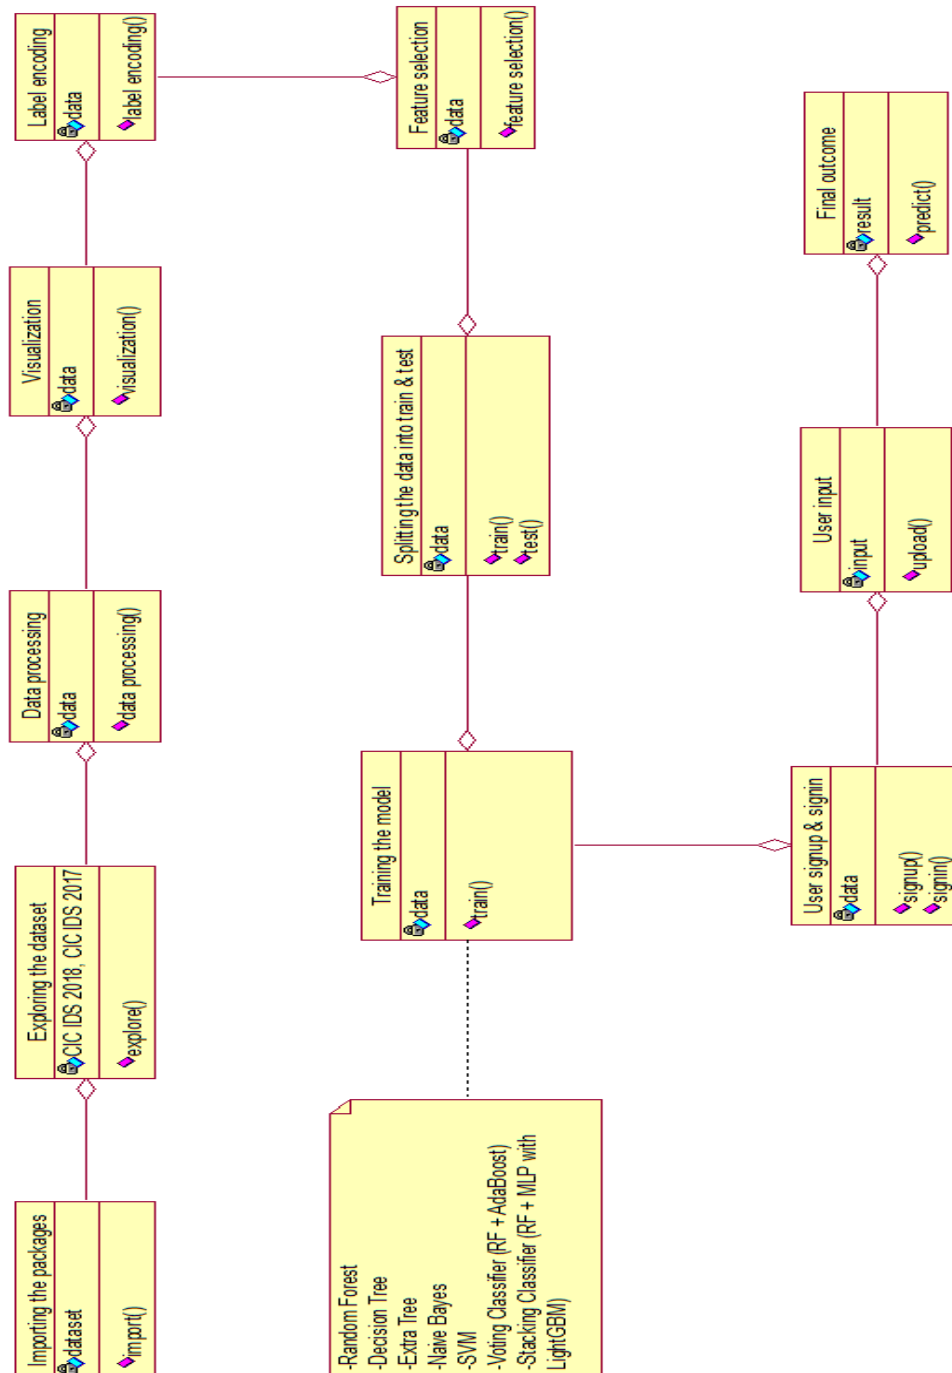 Importing the packages
dataset
import()
Exploring the dataset
CIC IDS 2018, CIC IDS 2017
explore()
Data processing
data
data processing()
Visualization
data
visualization()
Label encoding
data
label encoding()
Feature selection
data
feature selection()
Splitting the data into train & test
data
train()
test()
Training the model
data
train()
-Random Forest
-Decision Tree
-Extra Tree
-Naive Bayes
-SVM
-Voting Classifier (RF + AdaBoost)
-Stacking Classifier (RF + MLP with
LightGBM)
User signup & signin
data
signup()
signin()
User input
input
upload()
Final outcome
result
predict()